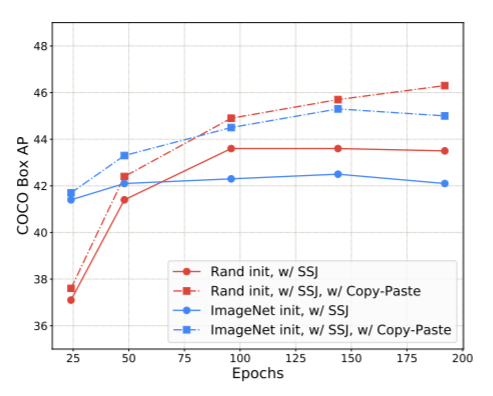 48
46
44
42
40
38
36
COCO Box AP
Rand init, w/ SSJ
Rand init, w/ SSJ, w/ Copy-Paste
ImageNet init, w/ SSJ
ImageNet init, w/ SSJ, w/ Copy-Paste
25 50 75 100 125 150 175 200
Epochs